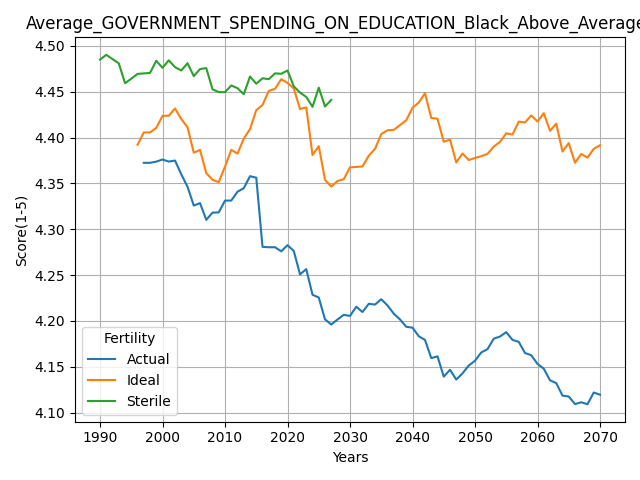 Average_GOVERNMENT_SPENDING_ON_EDUCATION_Black_Above_Average
4.50
4.45
4.40
4.35
4.30
4.25
4.20
4.15
4.10
Score(1-5)
Fertility
Actual
Ideal
Sterile
1990 2000 2010 2020 2030 2040 2050 2060 2070
Years